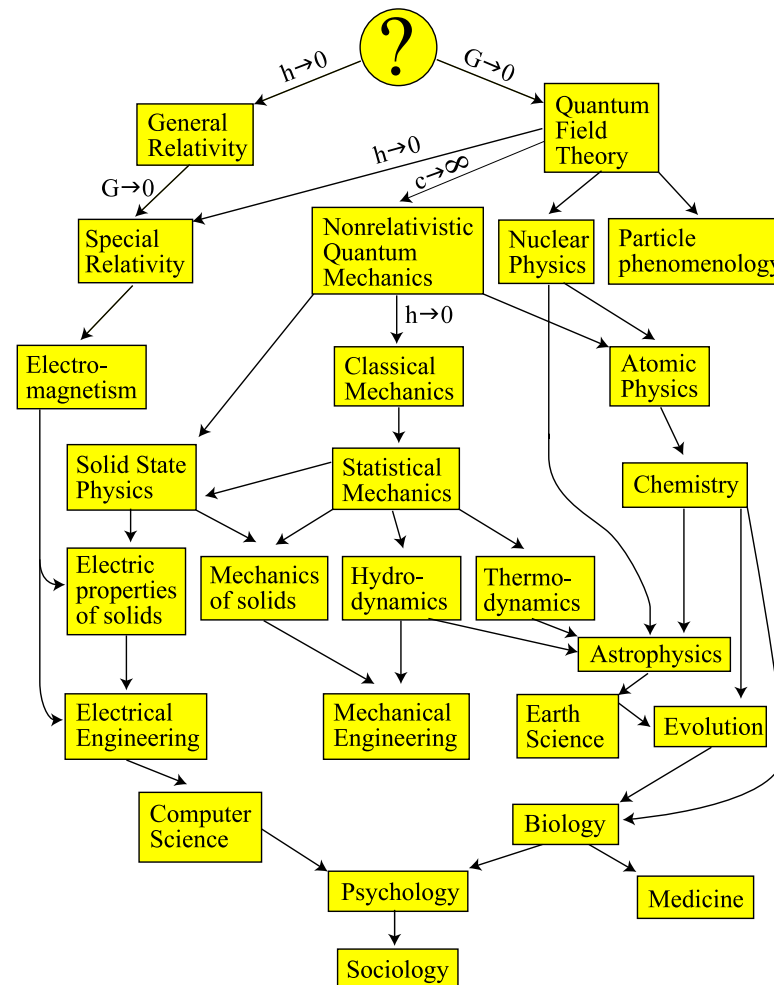 ?
h→0
G→0
General
Relativity
Quantum
Field
Theory
h→0
c→∞
G→0
Special
Relativity
Nonrelativistic
Quantum
Mechanics
Nuclear
Physics
Particle
phenomenology
h→0
Electro-
magnetism
Classical
Mechanics
Atomic
Physics
Solid State
Physics
Statistical
Mechanics
Chemistry
Electric
properties
of solids
Mechanics
of solids
Hydro-
dynamics
Thermo-
dynamics
Astrophysics
Electrical
Engineering
Mechanical
Engineering
Earth
Science
Evolution
Computer
Science
Biology
Psychology
Medicine
Sociology